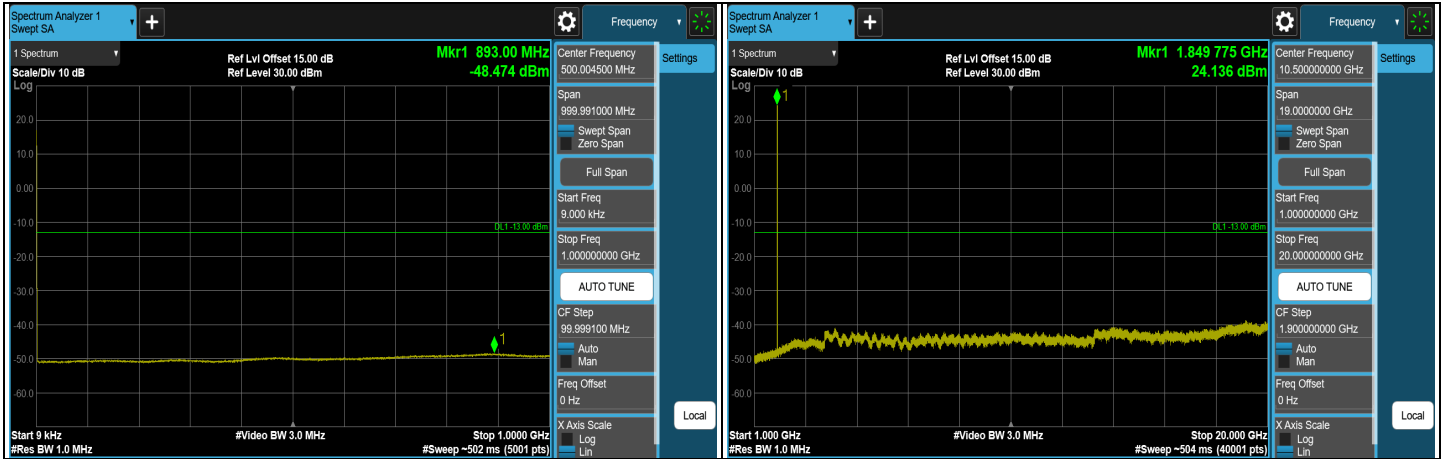 Spectrum Analyzer 1
Swept SA
+
Frequency
1 Spectrum
Scale/Div 10 dB
Log
Ref Lvl Offset 15.00 dB
Ref Level 30.00 dBm
Mkr1 893.00 MHz
-48.474 dBm
20.0
10.0
0.00
-10.0
-20.0
-30.0
-40.0
-50.0
-60.0
DL1 -13.00 dBm
1
Start 9 kHz
#Res BW 1.0 MHz
#Video BW 3.0 MHz
Stop 1.0000 GHz
#Sweep ~502 ms (5001 pts)
Center Frequency
500.004500 MHz
Span
999.991000 MHz
Swept Span
Zero Span
Full Span
Start Freq
9.000 kHz
Stop Freq
1.000000000 GHz
AUTO TUNE
CF Step
99.999100 MHz
Auto
Man
Freq Offset
0 Hz
X Axis Scale
Log
Lin
Settings
Local
Spectrum Analyzer 1
Swept SA
+
Frequency
1 Spectrum
Scale/Div 10 dB
Log
Ref Lvl Offset 15.00 dB
Ref Level 30.00 dBm
Mkr1 1.849 775 GHz
24.136 dBm
1
20.0
10.0
0.00
-10.0
-20.0
-30.0
-40.0
-50.0
-60.0
DL1 -13.00 dBm
Start 1.000 GHz
#Res BW 1.0 MHz
#Video BW 3.0 MHz
Stop 20.000 GHz
#Sweep ~504 ms (40001 pts)
Center Frequency
10.500000000 GHz
Span
19.0000000 GHz
Swept Span
Zero Span
Full Span
Start Freq
1.000000000 GHz
Stop Freq
20.000000000 GHz
AUTO TUNE
CF Step
1.900000000 GHz
Auto
Man
Freq Offset
0 Hz
X Axis Scale
Log
Lin
Settings
Local